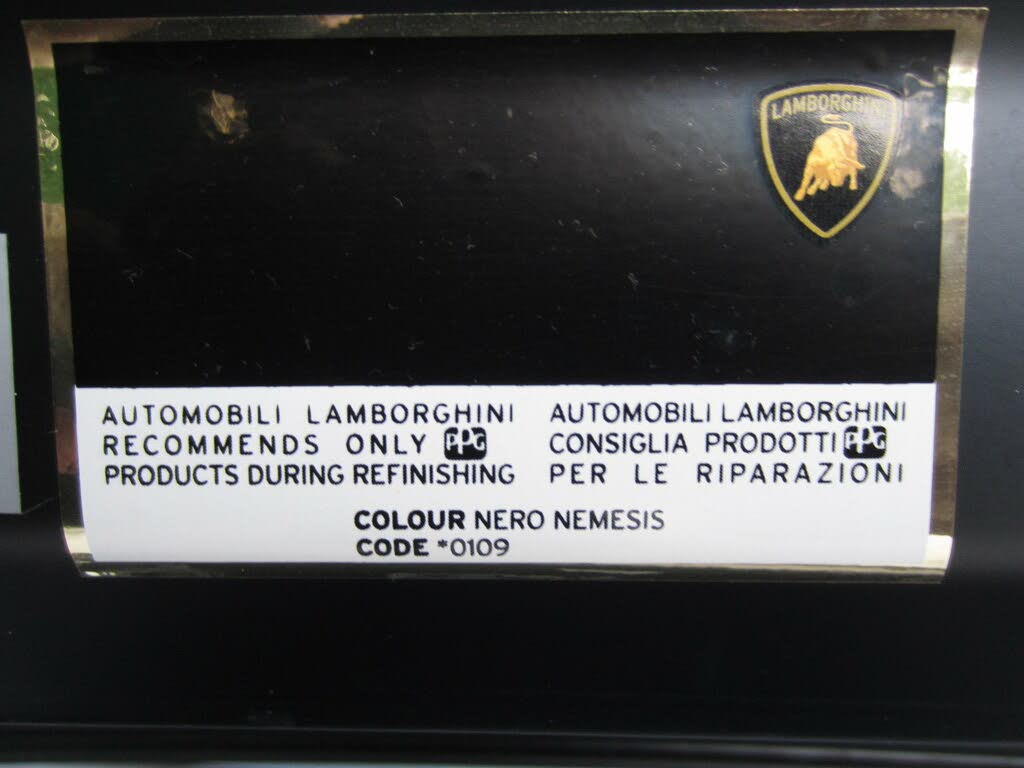 LAMBORGHINI
AUTOMOBILI LAMBORGHINI
RECOMMENDS ONLY PPG
PRODUCTS DURING REFINISHING
AUTOMOBILI LAMBORGHINI
CONSIGLIA PRODOTTI PPG
PER LE RIPARAZIONI
COLOUR NERO NEMESIS
CODE *0109